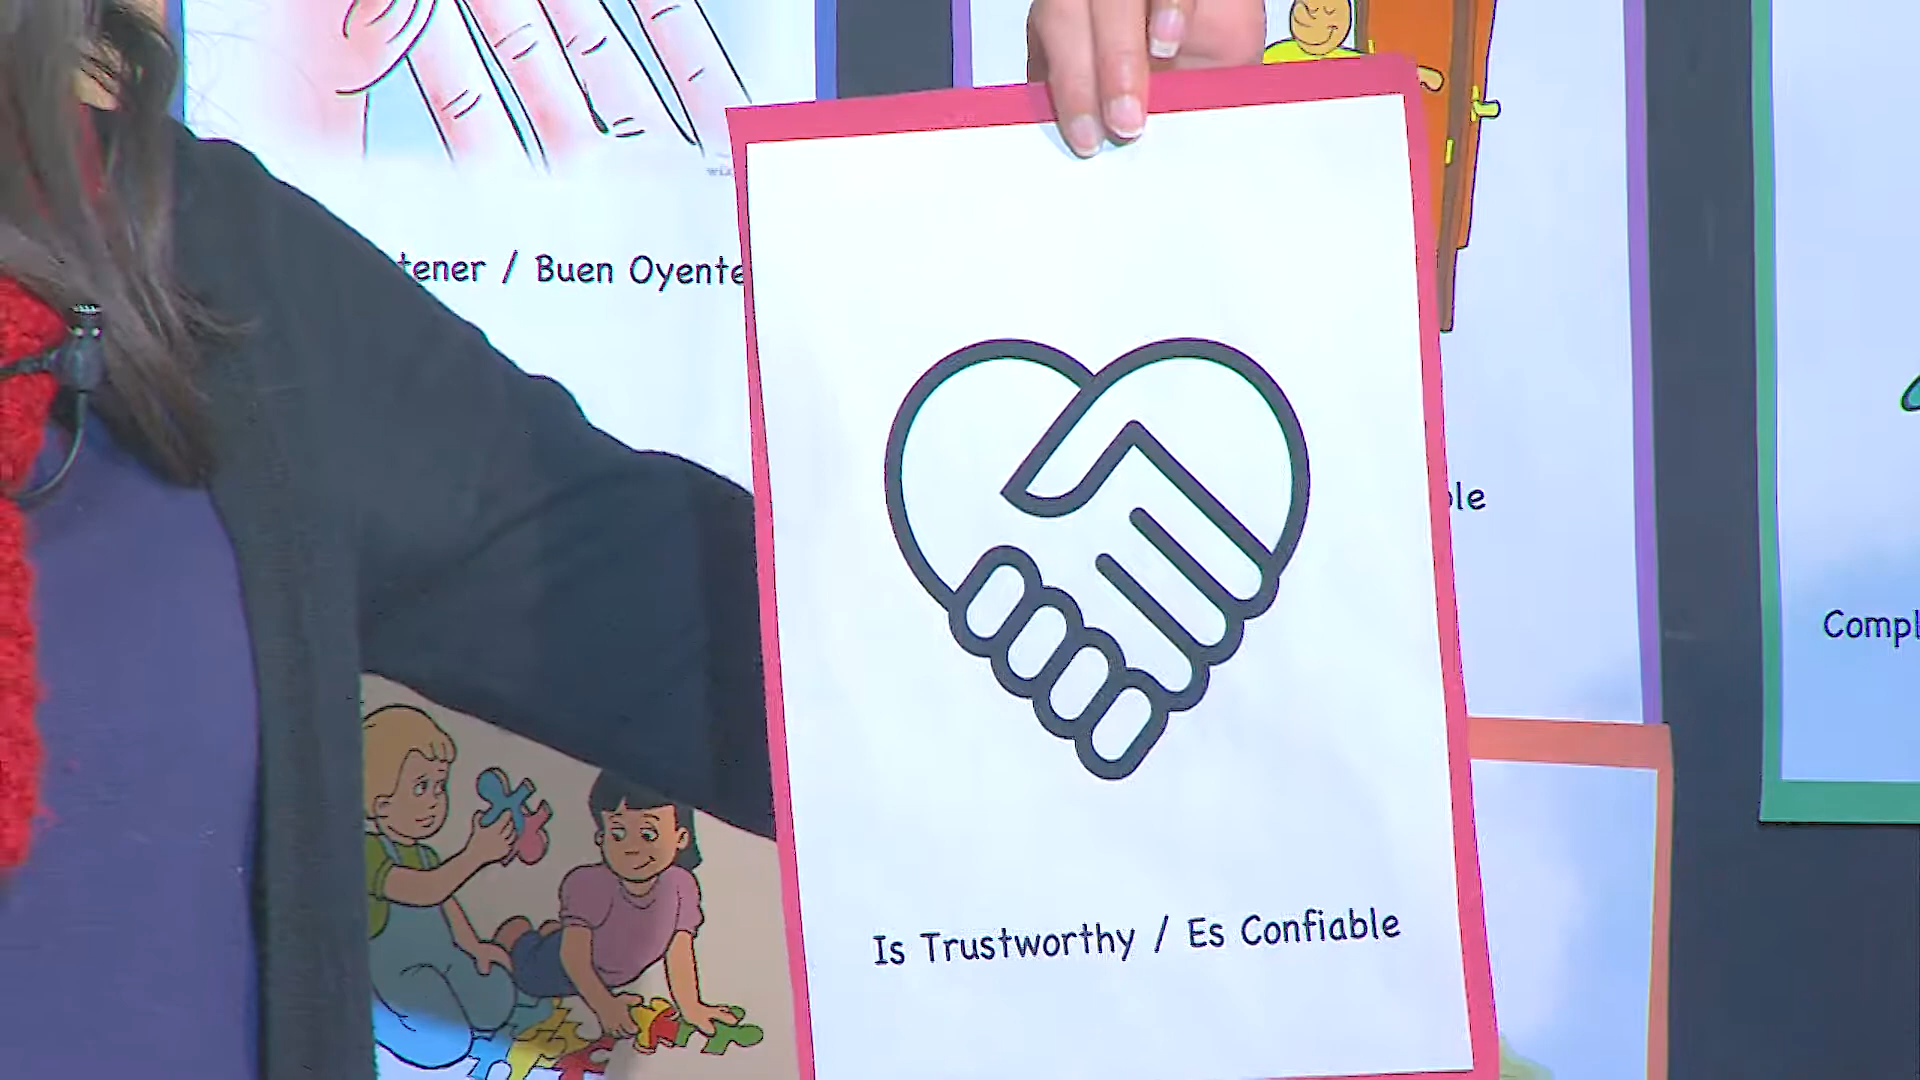 tener / Buen Oyente
ble
Compl
Is Trustworthy / Es Confiable